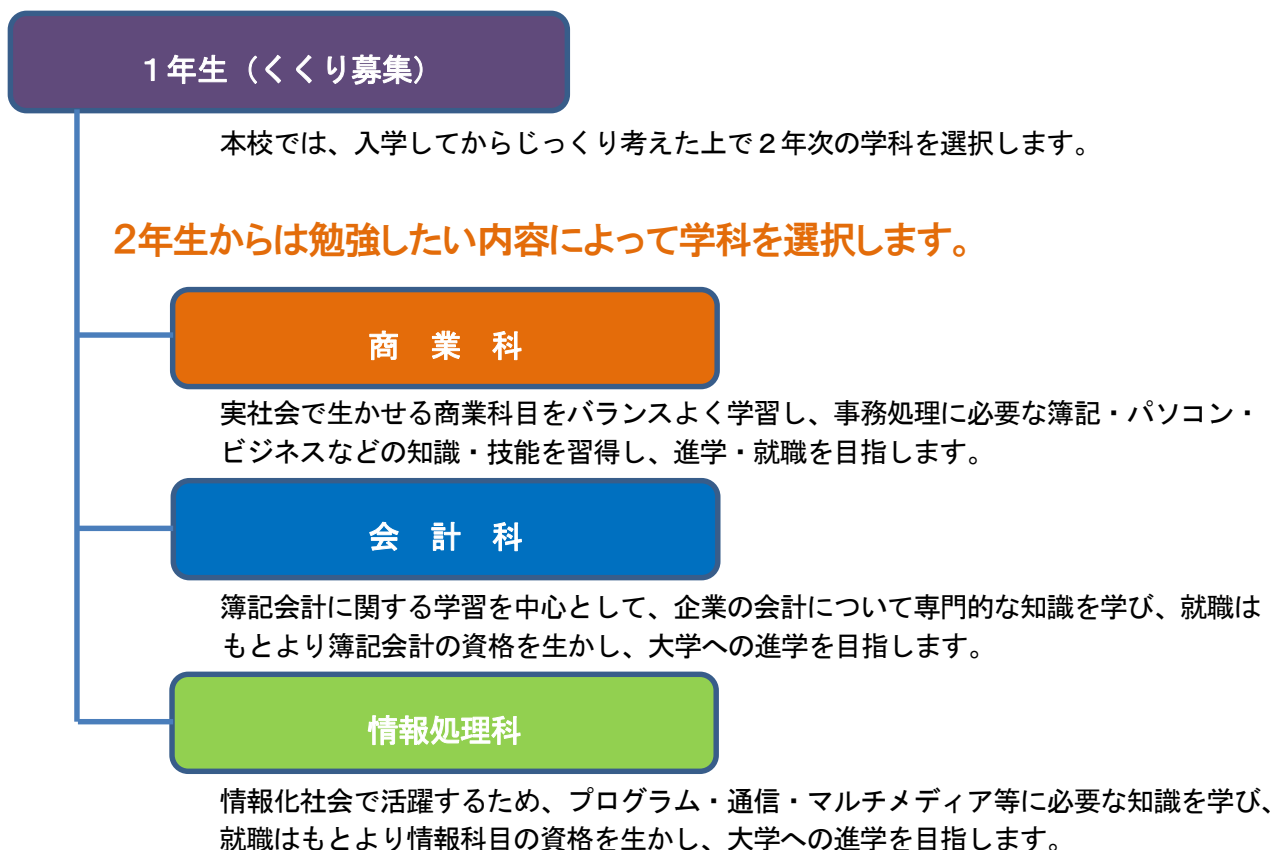 １年生（くくり募集）
本校では、入学してからじっくり考えた上で２年次の学科を選択します。
２年生からは勉強したい内容によって学科を選択します。
商　業　科
実社会で生かせる商業科目をバランスよく学習し、事務処理に必要な簿記・パソコン・
ビジネスなどの知識・技能を習得し、進学・就職を目指します。
会　計　科
簿記会計に関する学習を中心として、企業の会計について専門的な知識を学び、就職は
もとより簿記会計の資格を生かし、大学への進学を目指します。
情報処理科
情報化社会で活躍するため、プログラム・通信・マルチメディア等に必要な知識を学び、
就職はもとより情報科目の資格を生かし、大学への進学を目指します。